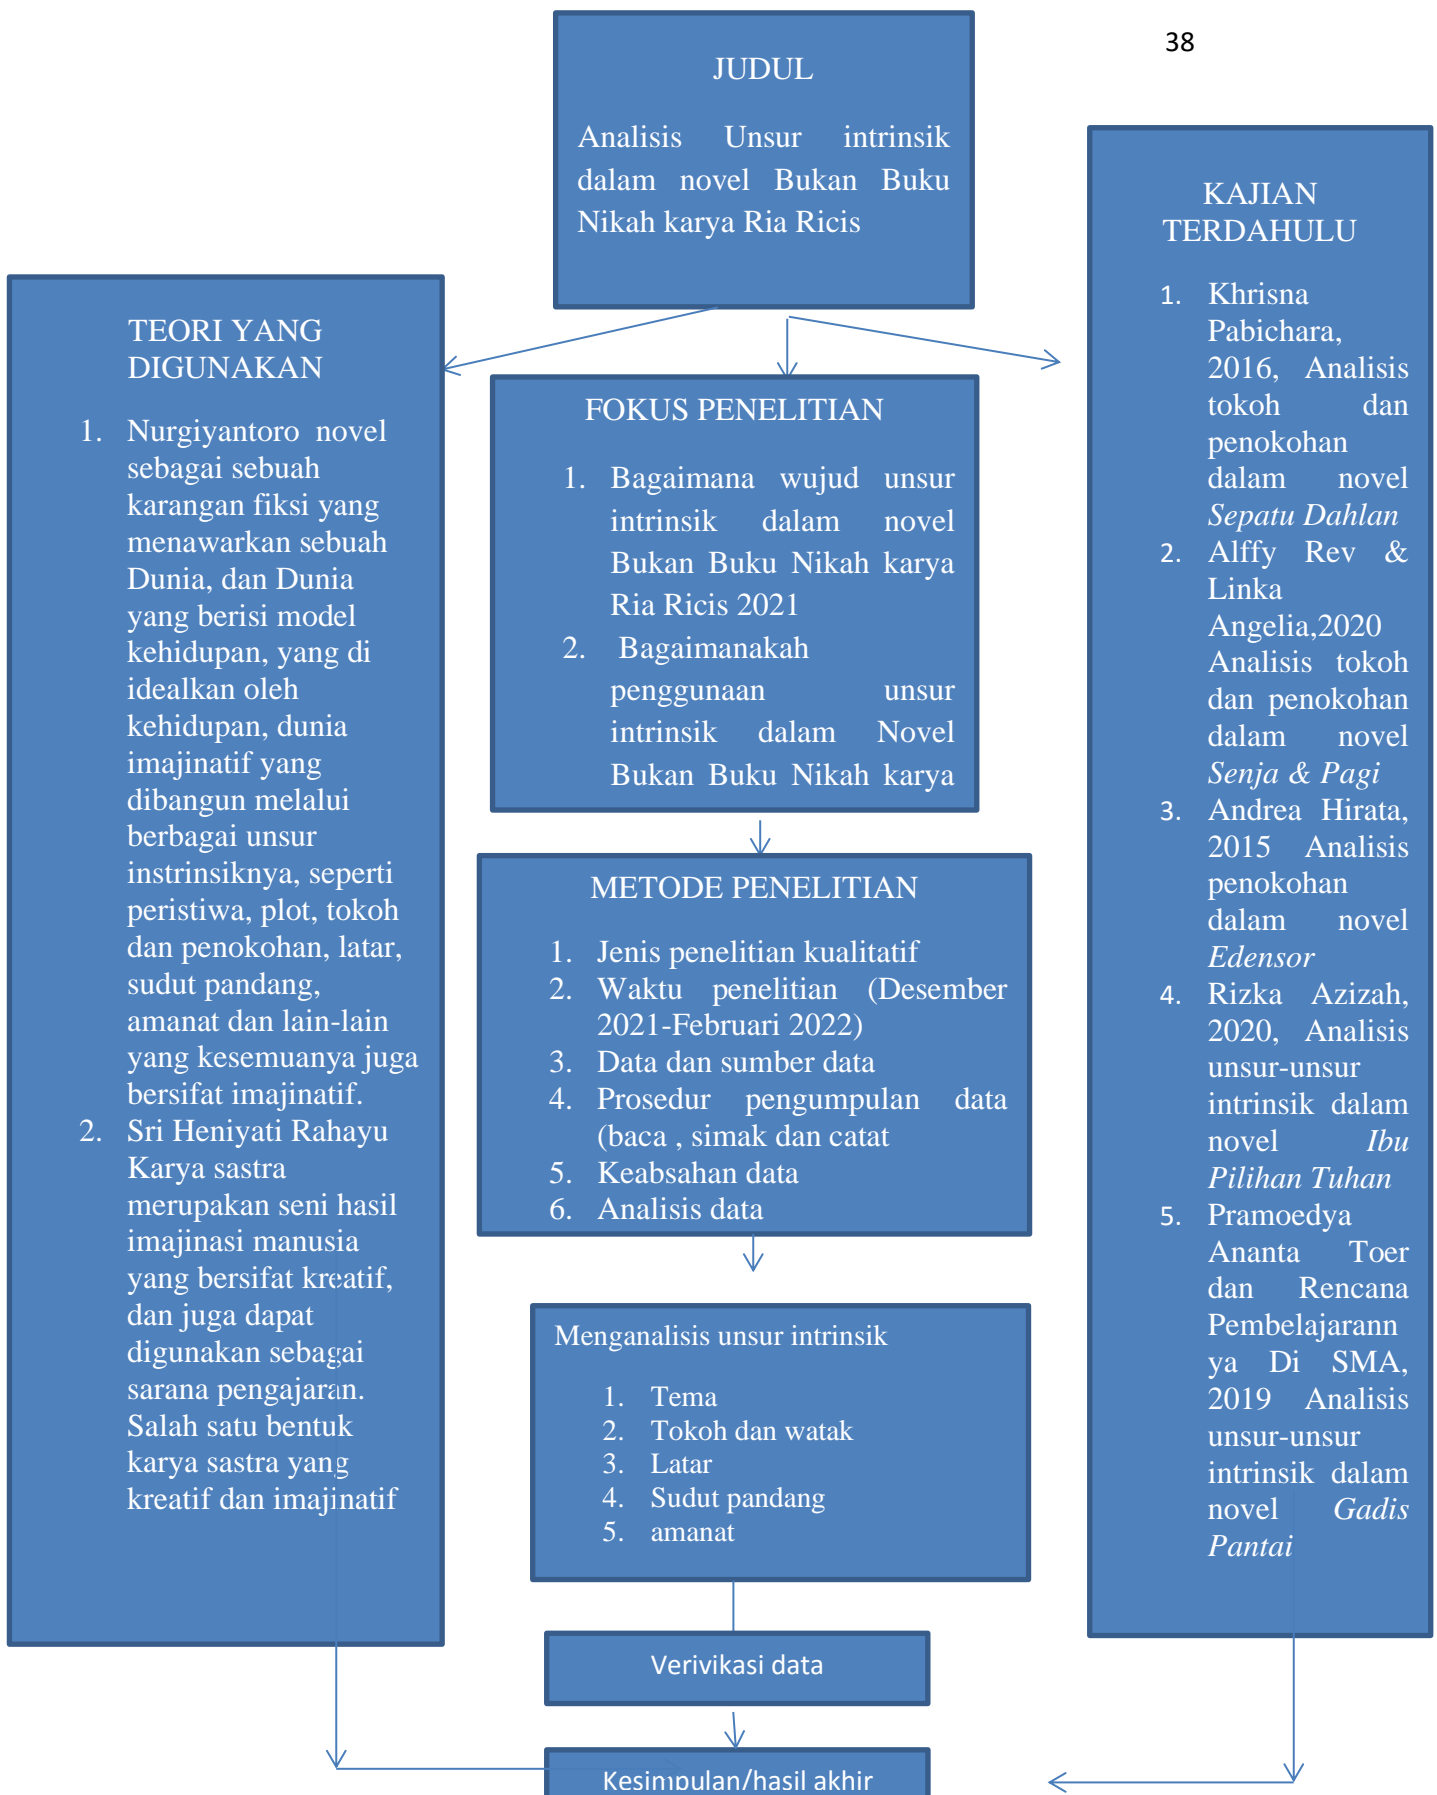 38
JUDUL
Analisis Unsur intrinsik
dalam novel Bukan Buku
Nikah karya Ria Ricis
TEORI YANG
DIGUNAKAN
1. Nurgiyantoro novel
sebagai sebuah
karangan fiksi yang
menawarkan sebuah
Dunia, dan Dunia
yang berisi model
kehidupan, yang di
idealkan oleh
kehidupan, dunia
imajinatif yang
dibangun melalui
berbagai unsur
instrinsiknya, seperti
peristiwa, plot, tokoh
dan penokohan, latar,
sudut pandang,
amanat dan lain-lain
yang kesemuanya juga
bersifat imajinatif.
2. Sri Heniyati Rahayu
Karya sastra
merupakan seni hasil
imajinasi manusia
yang bersifat kreatif,
dan juga dapat
digunakan sebagai
sarana pengajaran.
Salah satu bentuk
karya sastra yang
kreatif dan imajinatif
FOKUS PENELITIAN
1. Bagaimana wujud unsur
intrinsik dalam novel
Bukan Buku Nikah karya
Ria Ricis 2021
2. Bagaimanakah
penggunaan unsur
intrinsik dalam Novel
Bukan Buku Nikah karya
METODE PENELITIAN
1. Jenis penelitian kualitatif
2. Waktu penelitian (Desember
2021-Februari 2022)
3. Data dan sumber data
4. Prosedur pengumpulan data
(baca , simak dan catat
5. Keabsahan data
6. Analisis data
Menganalisis unsur intrinsik
1. Tema
2. Tokoh dan watak
3. Latar
4. Sudut pandang
5. amanat
Verivikasi data
Kesimpulan/hasil akhir
KAJIAN
TERDAHULU
1. Khrisna
Pabichara,
2016, Analisis
tokoh dan
penokohan
dalam novel
Sepatu Dahlan
2. Alffy Rev &
Linka
Angelia,2020
Analisis tokoh
dan penokohan
dalam novel
Senja & Pagi
3. Andrea Hirata,
2015 Analisis
penokohan
dalam novel
Edensor
4. Rizka Azizah,
2020, Analisis
unsur-unsur
intrinsik dalam
novel Ibu
Pilihan Tuhan
5. Pramoedya
Ananta Toer
dan Rencana
Pembelajarann
ya Di SMA,
2019 Analisis
unsur-unsur
intrinsik dalam
novel Gadis
Pantai